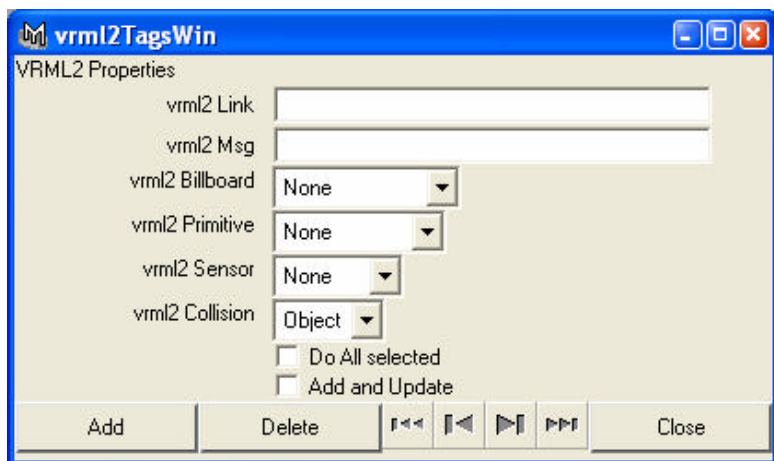 vrml2TagsWin
VRML2 Properties
vrml2 Link
vrml2 Msg
vrml2 Billboard None
vrml2 Primitive None
vrml2 Sensor None
vrml2 Collision Object
Do All selected
Add and Update
Add Delete Close